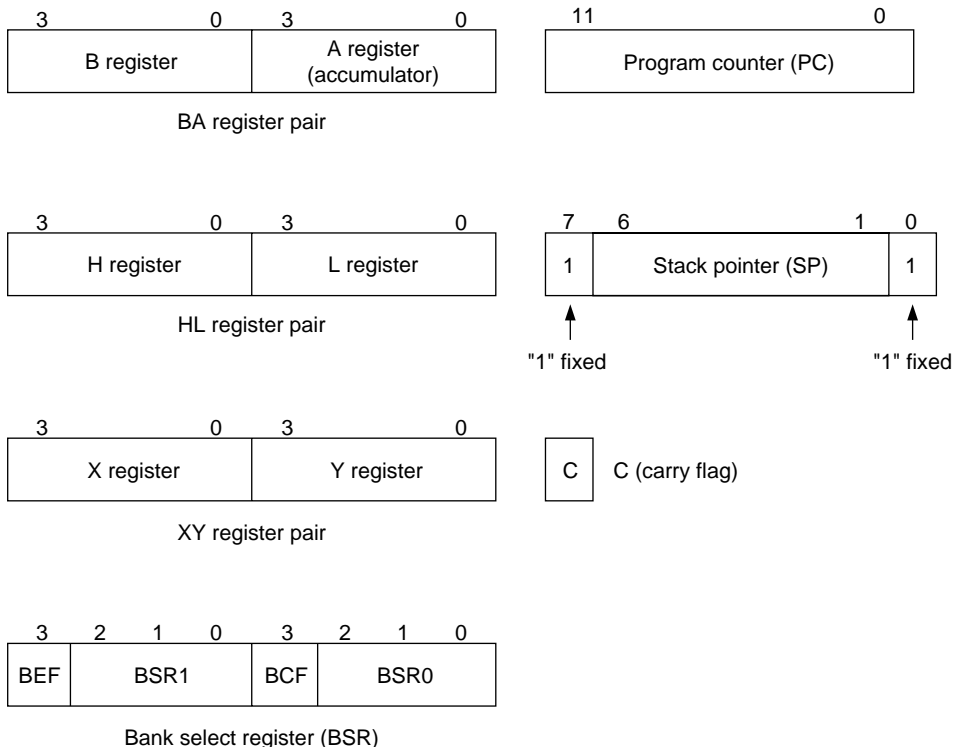 3 0 3 0
B register
A register
(accumulator)
BA register pair
11 0
Program counter (PC)
3 0 3 0
H register
L register
HL register pair
7 6 1 0
1
Stack pointer (SP)
1
"1" fixed
"1" fixed
3 0 3 0
X register
Y register
XY register pair
C
C (carry flag)
3 2 1 0 3 2 1 0
BEF
BSR1
BCF
BSR0
Bank select register (BSR)